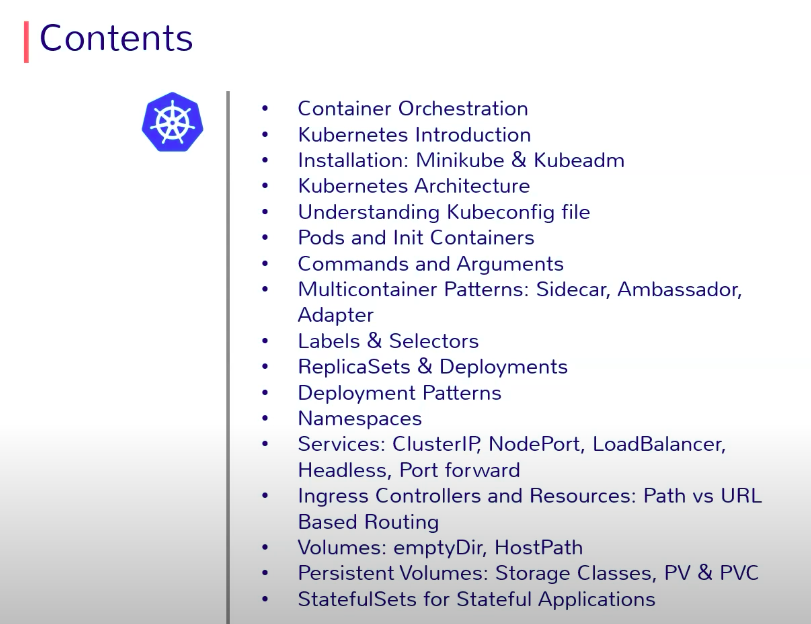 Contents
• Container Orchestration
• Kubernetes Introduction
• Installation: Minikube & Kubeadm
• Kubernetes Architecture
• Understanding Kubeconfig file
• Pods and Init Containers
• Commands and Arguments
• Multicontainer Patterns: Sidecar, Ambassador,
Adapter
• Labels & Selectors
• ReplicaSets & Deployments
• Deployment Patterns
• Namespaces
• Services: ClusterIP, NodePort, LoadBalancer,
Headless, Port forward
• Ingress Controllers and Resources: Path vs URL
Based Routing
• Volumes: emptyDir, HostPath
• Persistent Volumes: Storage Classes, PV & PVC
• StatefulSets for Stateful Applications